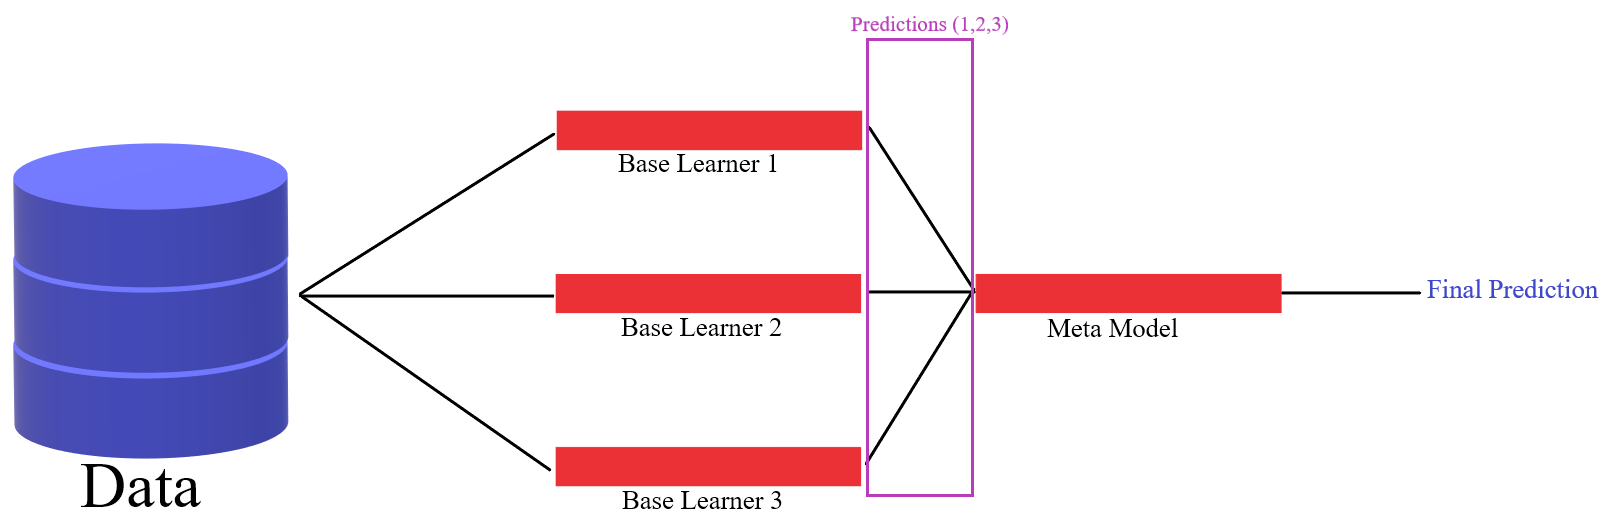 Predictions (1,2,3)
Base Learner 1
Base Learner 2
Base Learner 3
Data
Meta Model
Final Prediction